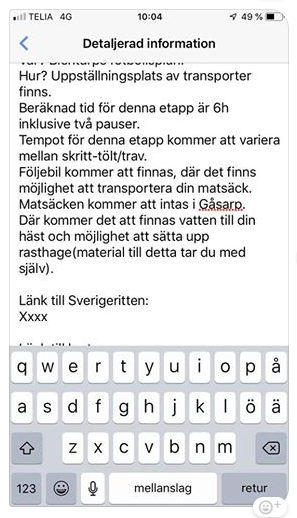 TELIA 4G 10:04 49 %
Detaljerad information
Hur? Uppställningsplats av transporter
finns.
Beräknad tid för denna etapp är 6h
inklusive två pauser.
Tempot för denna etapp kommer att variera
mellan skritt-tölt/trav.
Följebil kommer att finnas, där det finns
möjlighet att transportera din matsäck.
Matsäcken kommer att intas i Gåsarp.
Där kommer det att finnas vatten till din
häst och möjlighet att sätta upp
rasthage(material till detta tar du med
själv).
Länk till Sverigeritten:
Xxxx
q w e r t y u i o p å
a s d f g h j k l ö ä
z x c v b n m
123 mellanslag retur